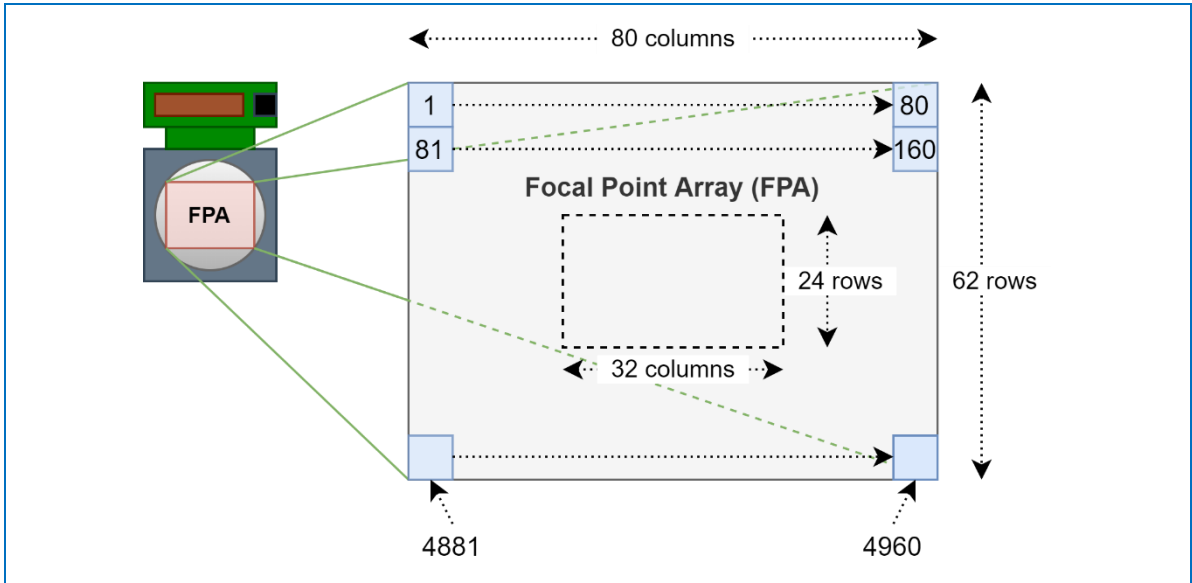 80 columns
1
80
81
160
Focal Point Array (FPA)
FPA
24 rows
62 rows
32 columns
4881
4960